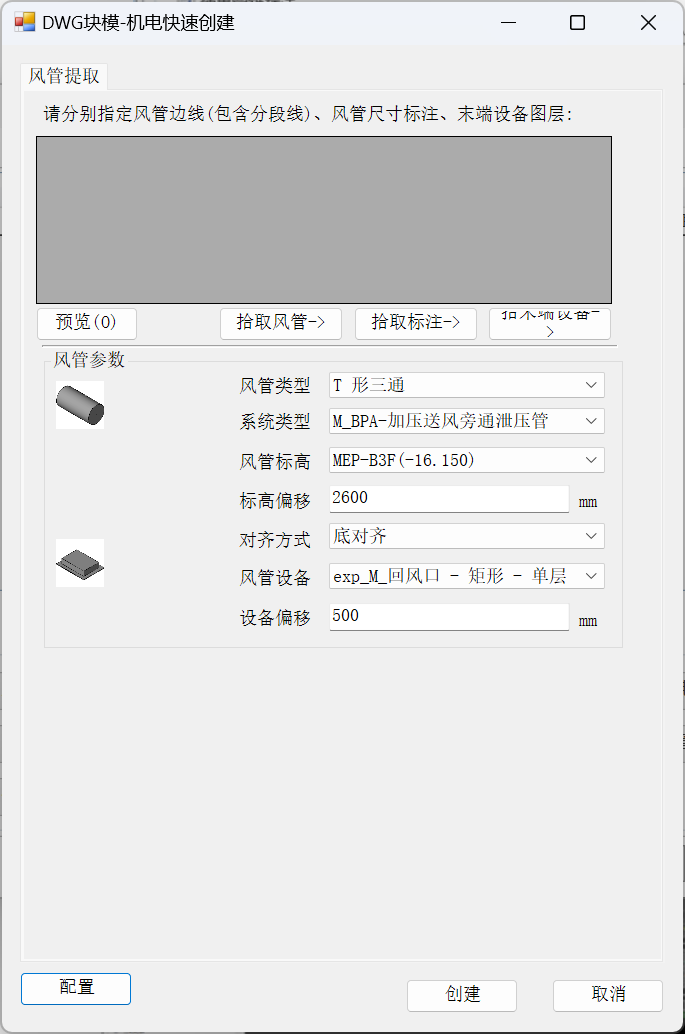 DWG块模-机电快速创建
风管提取
请分别指定风管边线(包含分段线)、风管尺寸标注、末端设备图层:
预览(0)
拾取风管->
拾取标注->
拾末端设备->
风管参数
风管类型
T 形三通
系统类型
M_BPA-加压送风旁通泄压管
风管标高
MEP-B3F(-16.150)
标高偏移
2600
mm
对齐方式
底对齐
风管设备
exp_M_回风口 - 矩形 - 单层
设备偏移
500
mm
配置
创建
取消